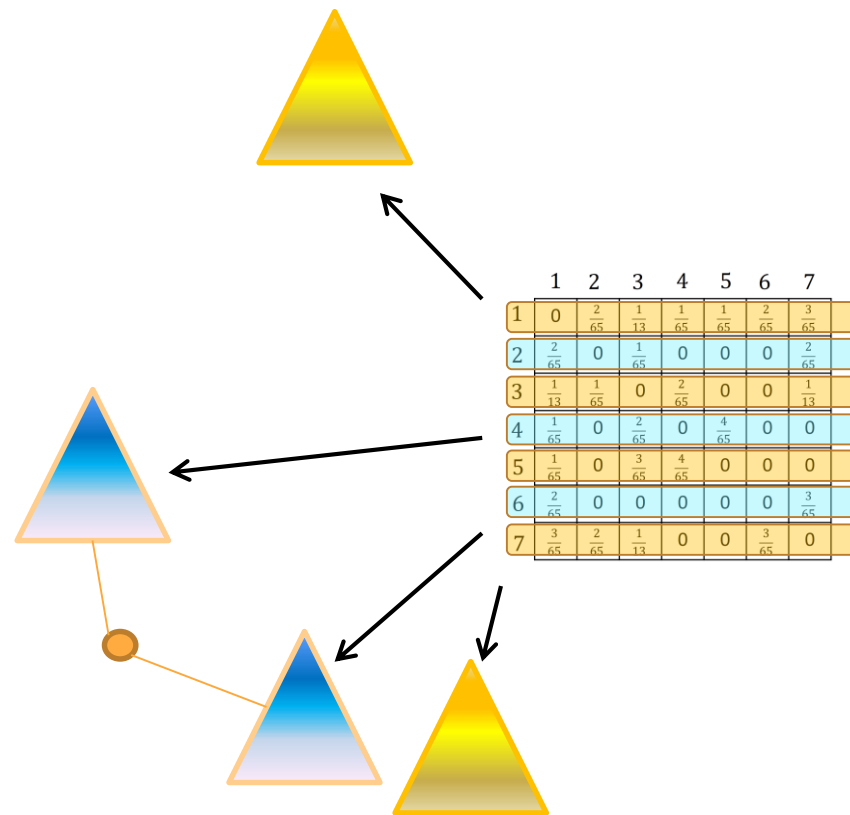 1 2 3 4 5 6 7
1 0 2/65 1/13 1/65 1/65 2/65 3/65
2 2/65 0 1/65 0 0 0 2/65
3 1/13 1/65 0 2/65 0 0 1/13
4 1/65 0 2/65 0 4/65 0 0
5 1/65 0 3/65 4/65 0 0 0
6 2/65 0 0 0 0 0 3/65
7 3/65 2/65 1/13 0 0 3/65 0